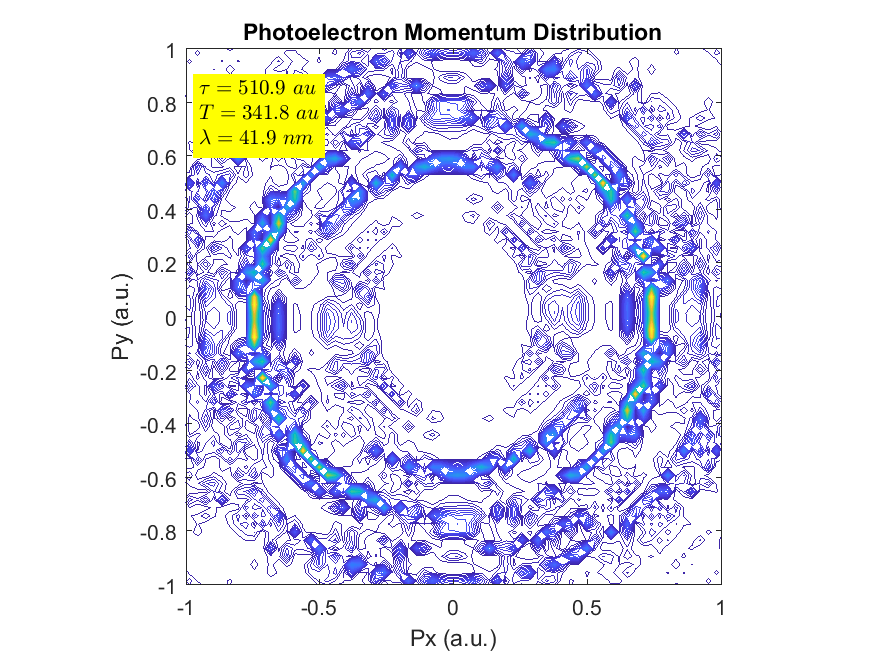 Photoelectron Momentum Distribution
τ = 510.9 au
T = 341.8 au
λ = 41.9 nm
1
0.8
0.6
0.4
0.2
0
-0.2
-0.4
-0.6
-0.8
-1
Py (a.u.)
-1 -0.5 0 0.5 1
Px (a.u.)